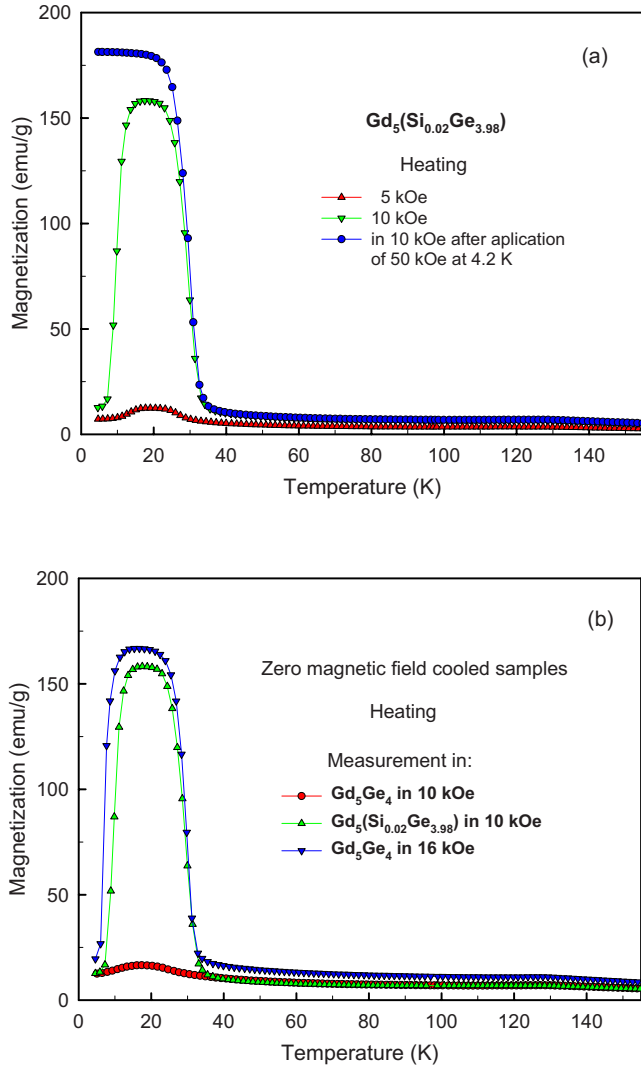 200
(a)
150
Gd5(Si0.02Ge3.98)
Heating
5 kOe
10 kOe
100
in 10 kOe after aplication
of 50 kOe at 4.2 K
50
0
Magnetization (emu/g)
0 20 40 60 80 100 120 140
Temperature (K)
200
(b)
Zero magnetic field cooled samples
150
Heating
Measurement in:
Gd5Ge4 in 10 kOe
100
Gd5(Si0.02Ge3.98) in 10 kOe
Gd5Ge4 in 16 kOe
50
0
Magnetization (emu/g)
0 20 40 60 80 100 120 140
Temperature (K)